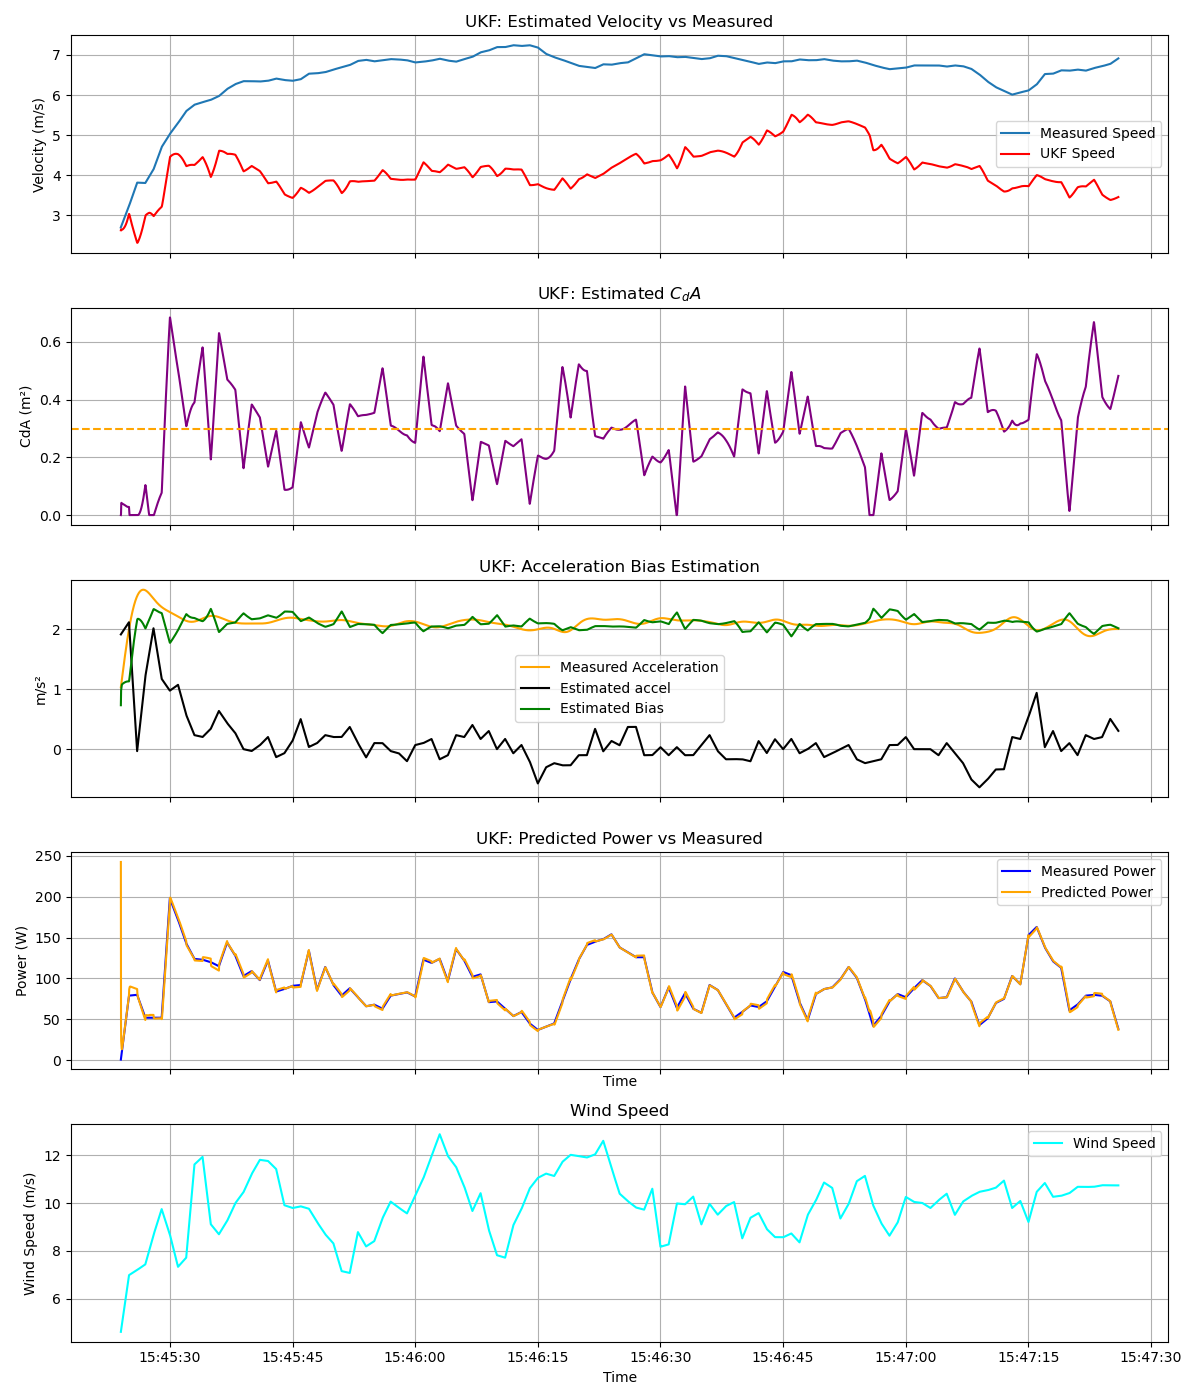 UKF: Estimated Velocity vs Measured
Velocity (m/s)
7
6
5
4
3
Measured Speed
UKF Speed
UKF: Estimated CdA
CdA (m²)
0.6
0.4
0.2
0.0
UKF: Acceleration Bias Estimation
m/s²
2
1
0
Measured Acceleration
Estimated accel
Estimated Bias
UKF: Predicted Power vs Measured
Power (W)
250
200
150
100
50
0
Measured Power
Predicted Power
Time
Wind Speed
Wind Speed (m/s)
12
10
8
6
Wind Speed
15:45:30 15:45:45 15:46:00 15:46:15 15:46:30 15:46:45 15:47:00 15:47:15 15:47:30
Time